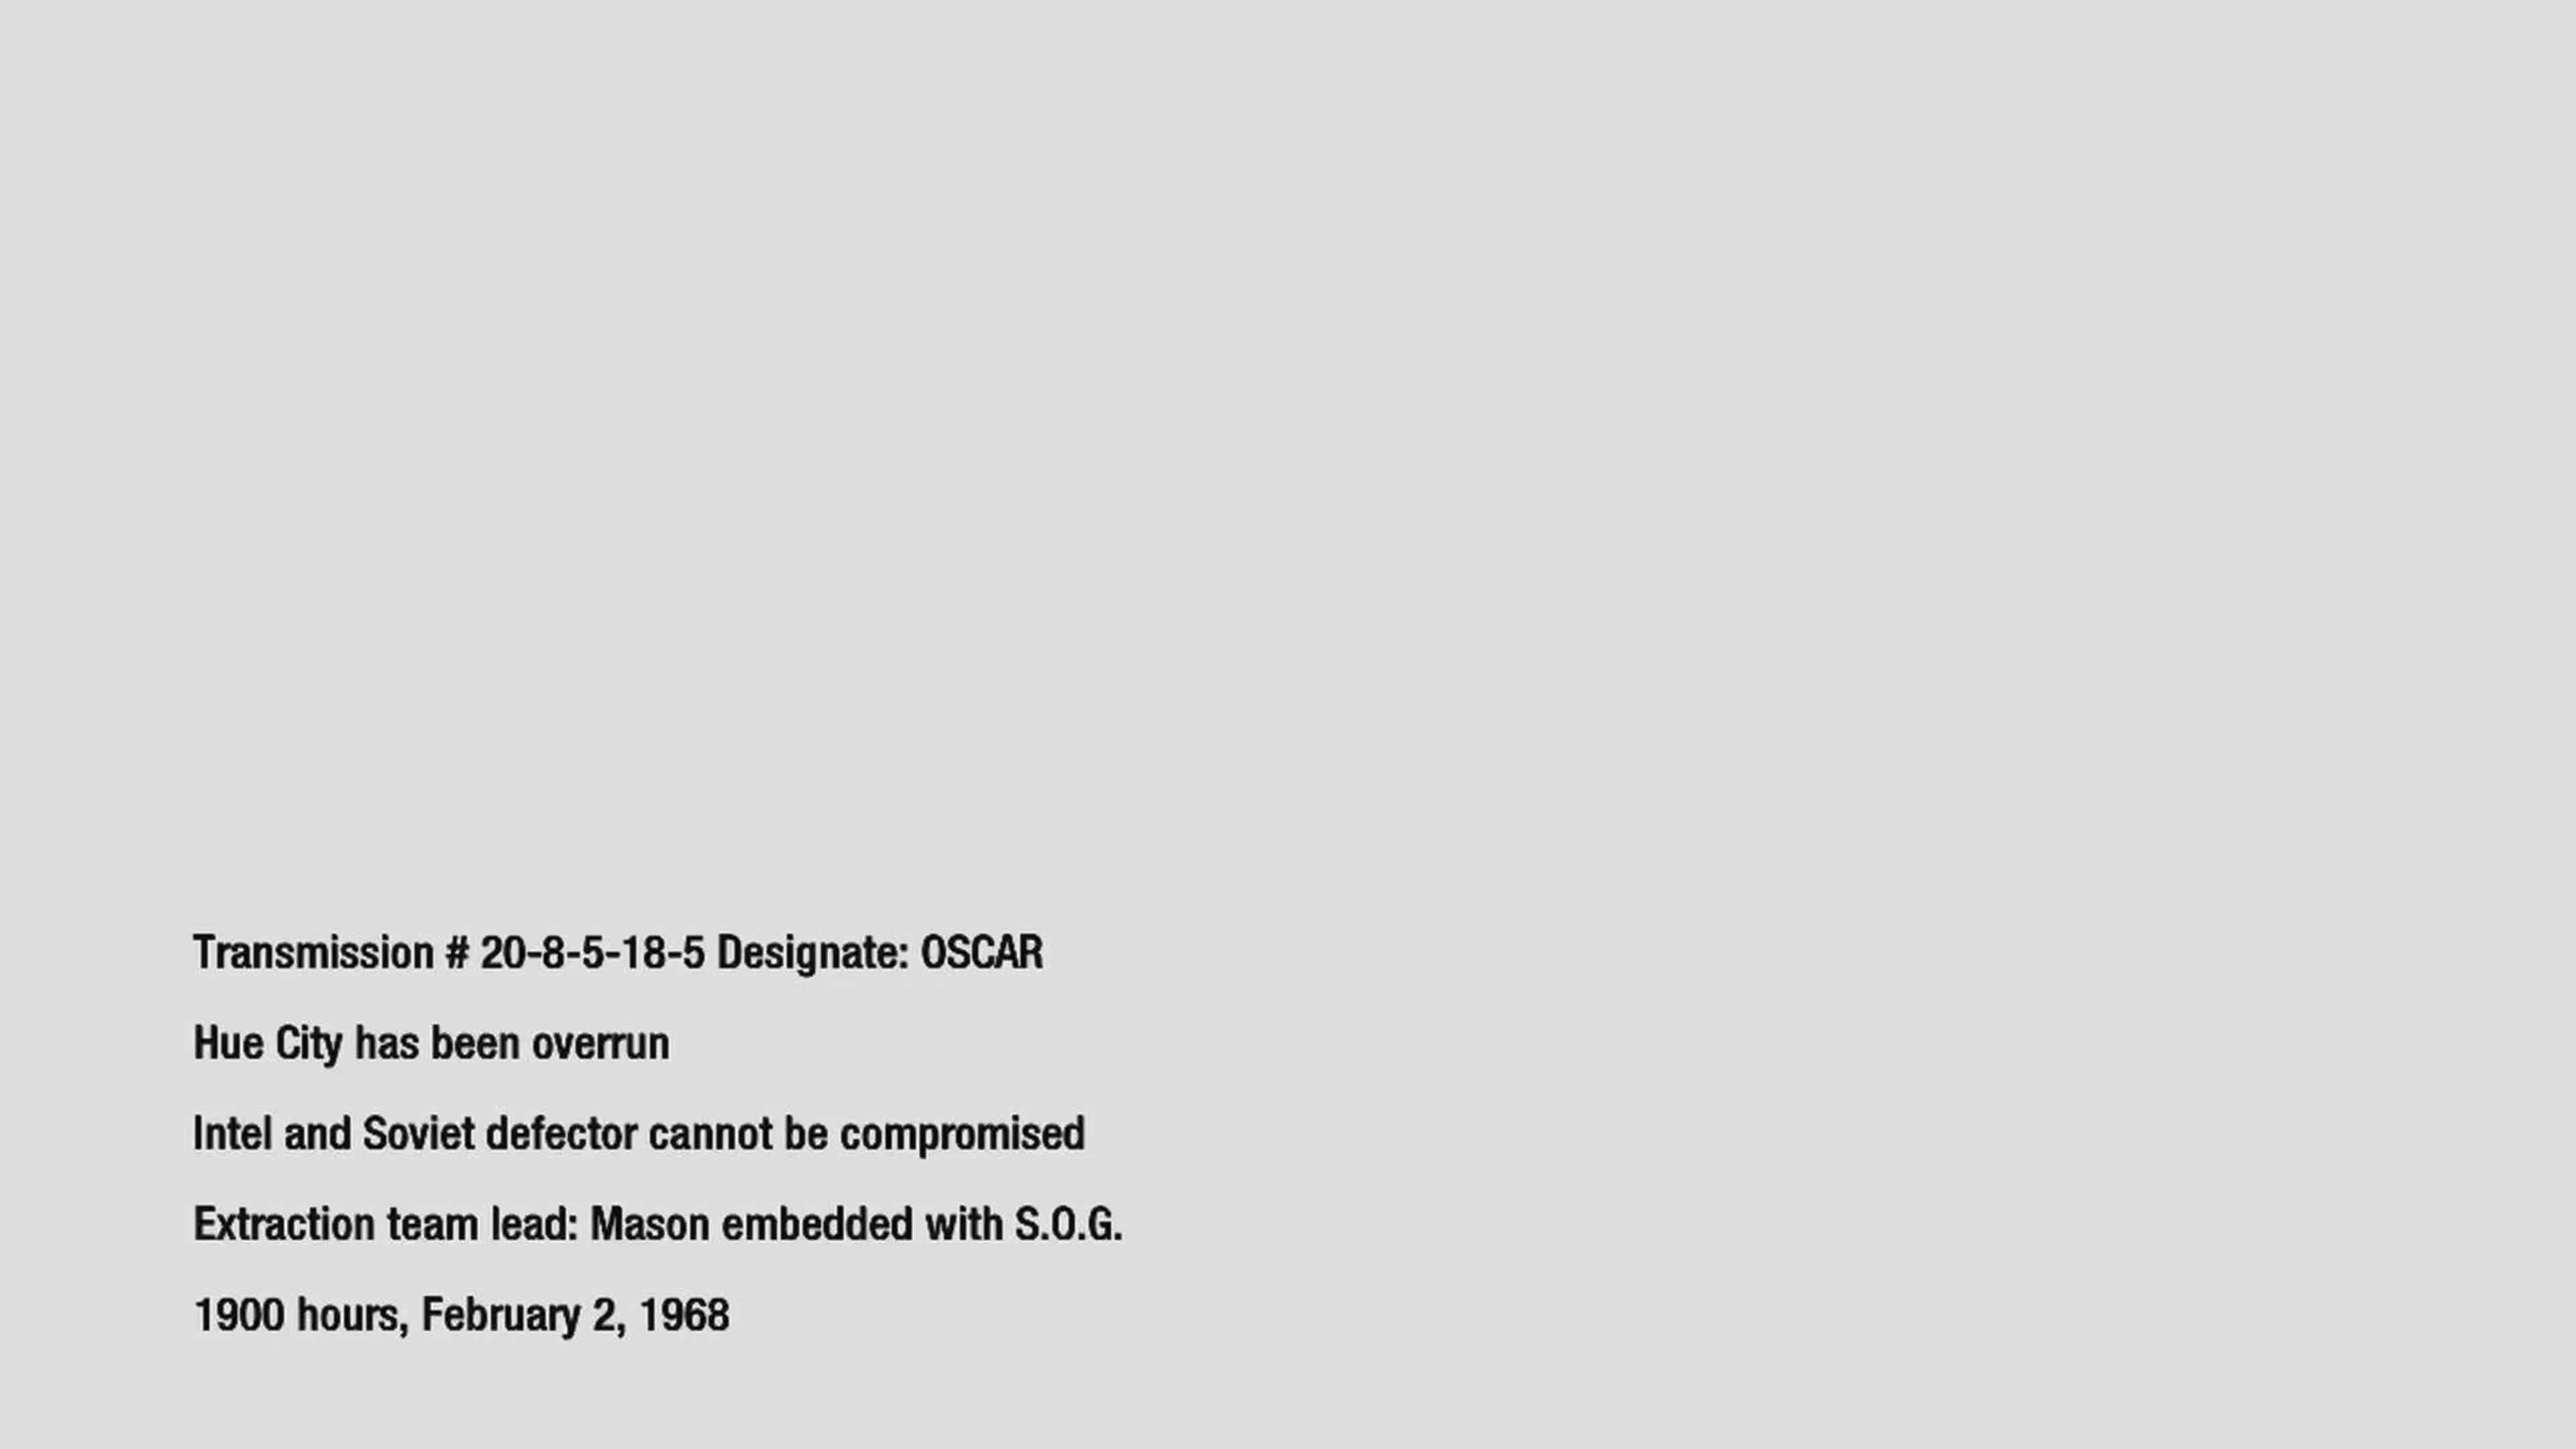 Transmission # 20-8-5-18-5 Designate: OSCAR
Hue City has been overrun
Intel and Soviet defector cannot be compromised
Extraction team lead: Mason embedded with S.O.G.
1900 hours, February 2, 1968